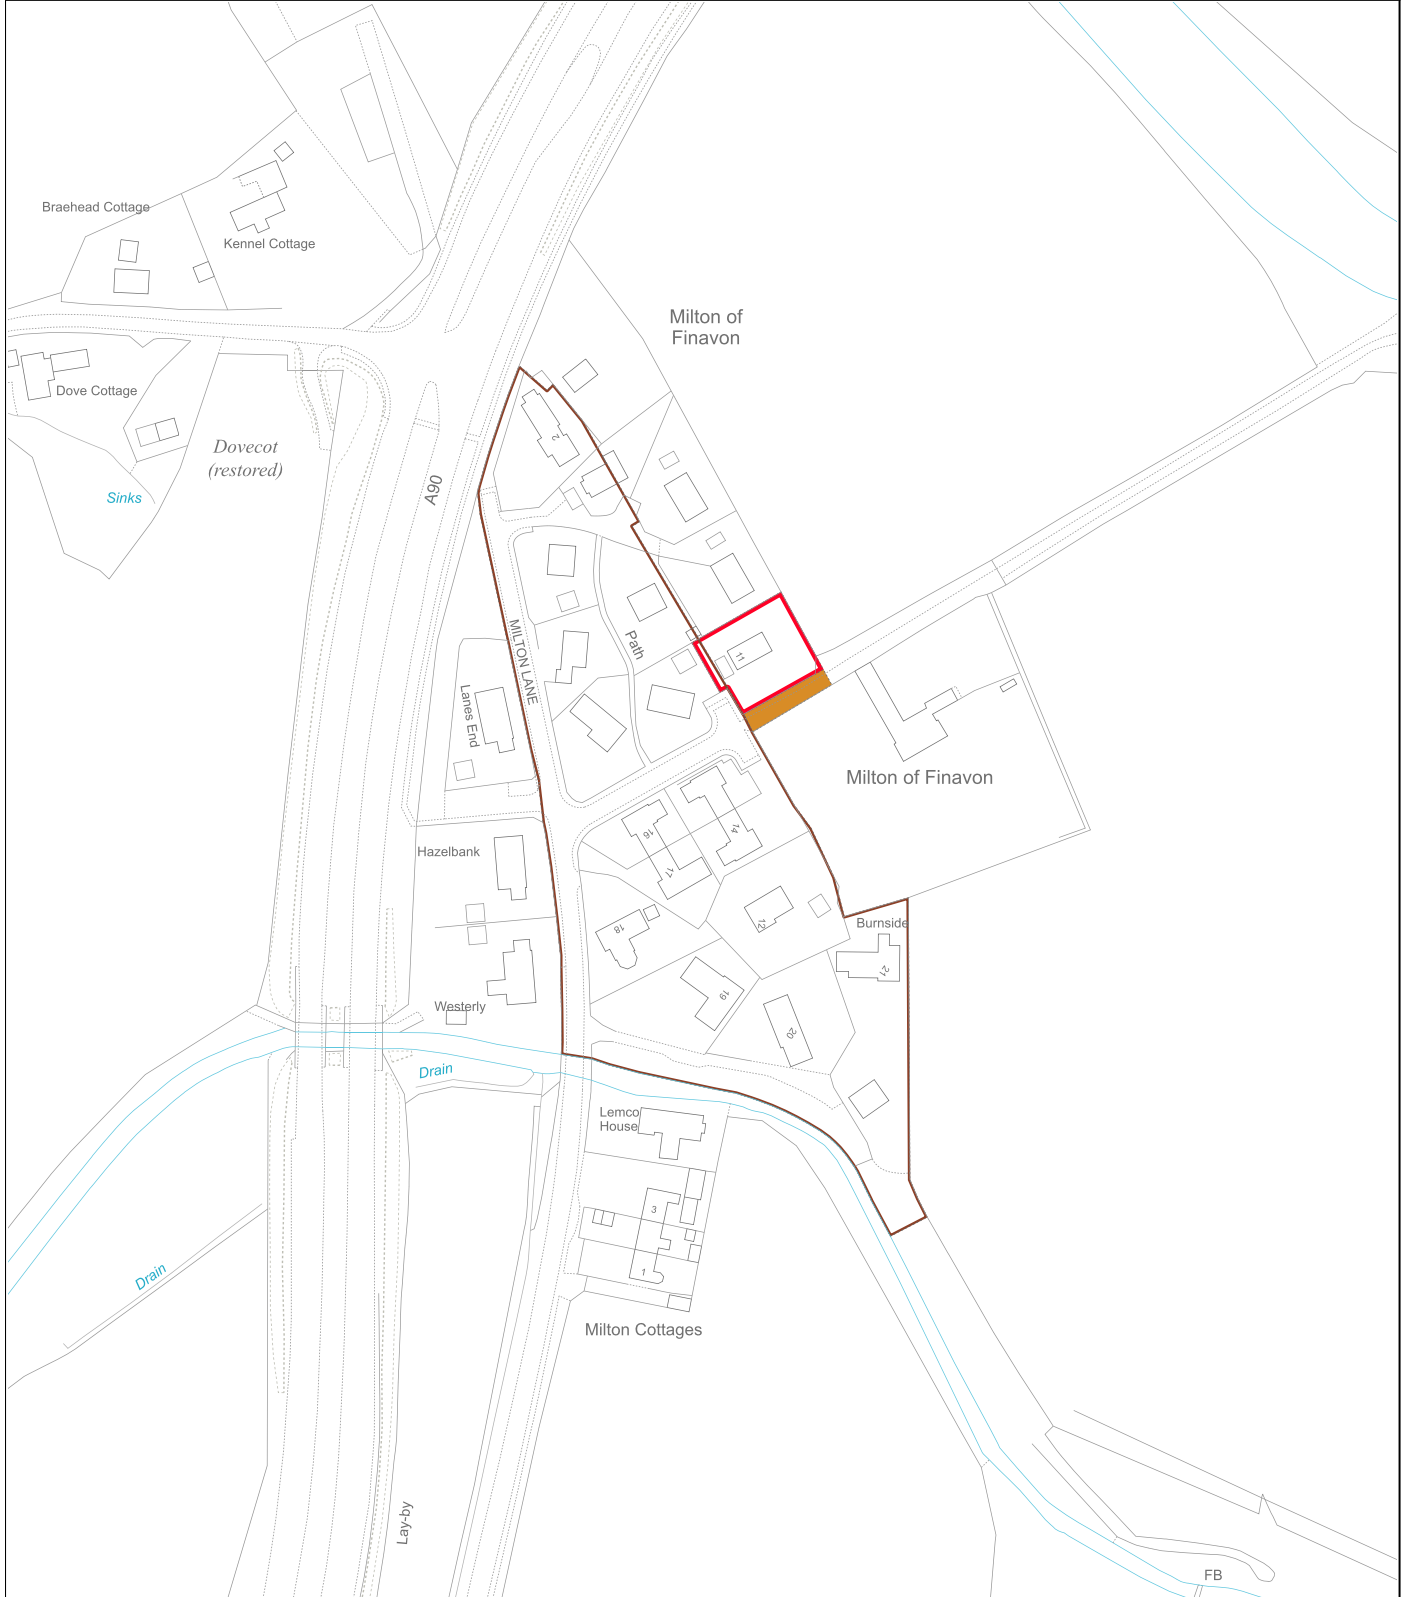 Braehead Cottage
Kennel Cottage
Milton of
Finavon
Dove Cottage
Dovecot
(restored)
Sinks
A90
2
11
Path
MILTON LANE
Lanes End
Milton of Finavon
Hazelbank
16
14
17
12
18
Burnside
21
19
20
Westerly
Drain
Lemco
House
3
1
Drain
Milton Cottages
Lay-by
FB